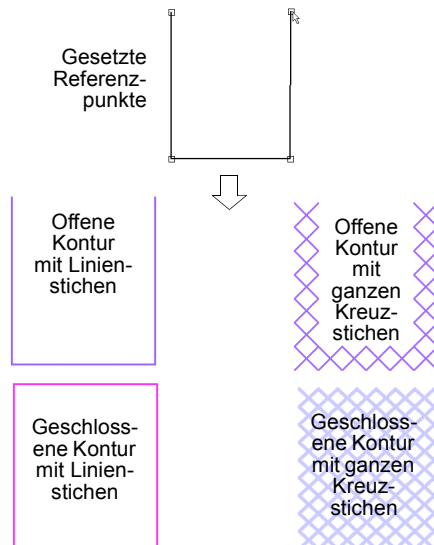 Gesetzte
Referenz-
punkte
Offene
Kontur
mit Linien-
stichen
Offene
Kontur
mit
ganzen
Kreuz-
stichen
Geschloss-
ene Kontur
mit Linien-
stichen
Geschloss-
ene Kontur
mit ganzen
Kreuz-
stichen